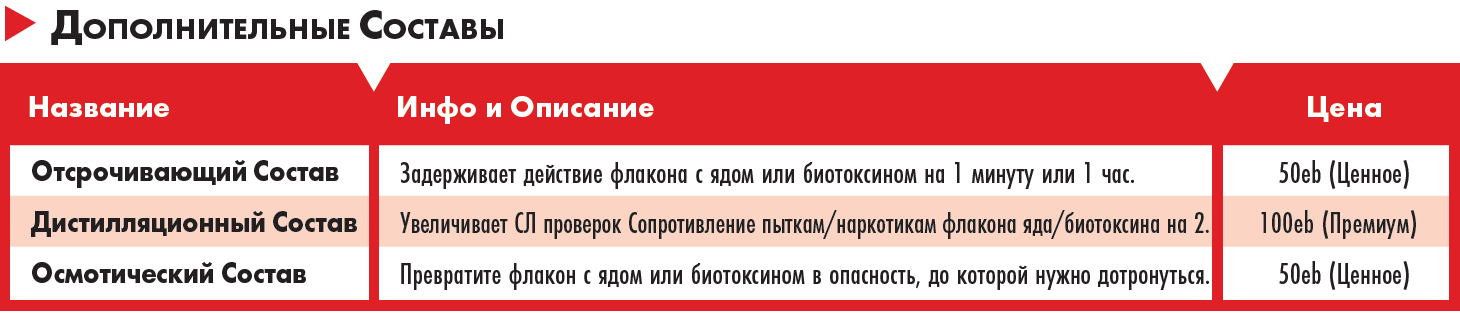 Дополнительные Составы
Название Инфо и Описание Цена
Отсрочивающий Состав Задерживает действие флакона с ядом или биотоксином на 1 минуту или 1 час. 50eb (Ценное)
Дистилляционный Состав Увеличивает СЛ проверок Сопротивление пыткам/наркотикам флакона яда/биотоксина на 2. 100eb (Премиум)
Осмотический Состав Превратите флакон с ядом или биотоксином в опасность, до которой нужно дотронуться. 50eb (Ценное)